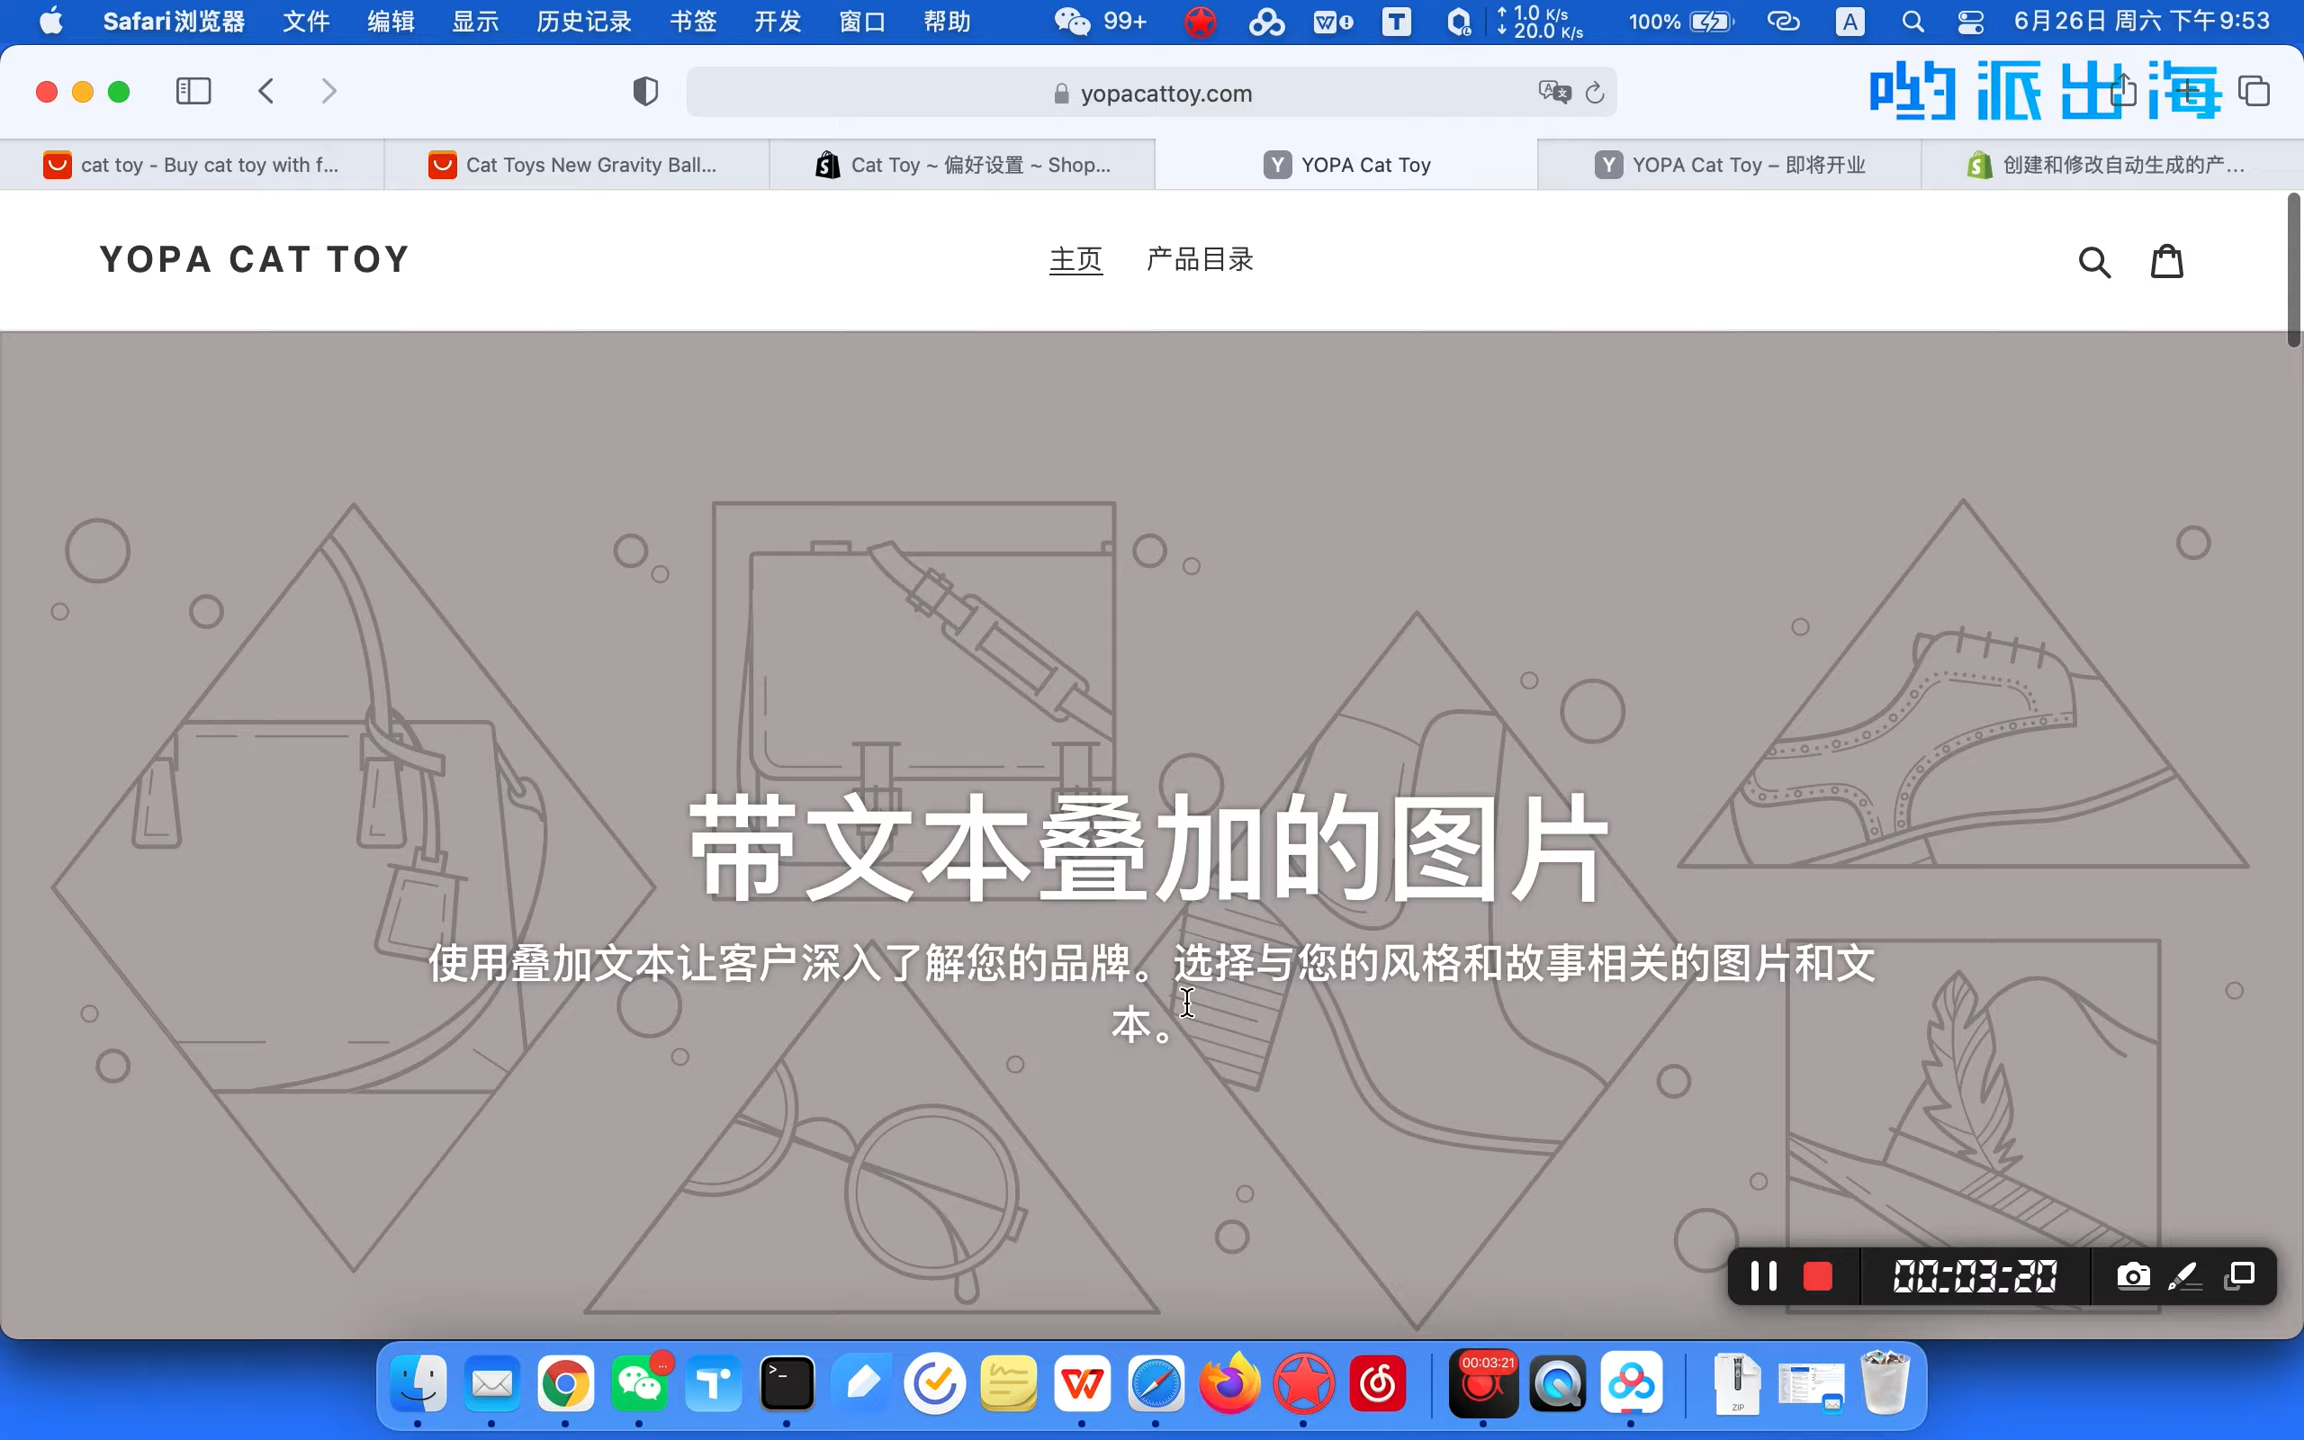 Safari浏览器 文件 编辑 显示 历史记录 书签 开发 窗口 帮助 99+ 1.0 K/s 20.0 K/s 100% A 6月26日 周六 下午9:53
yopacattoy.com
哟派出海
cat toy - Buy cat toy with f...
Cat Toys New Gravity Ball...
Cat Toy ~ 偏好设置 ~ Shop...
Y YOPA Cat Toy
Y YOPA Cat Toy – 即将开业
创建和修改自动生成的产...
YOPA CAT TOY
主页 产品目录
带文本叠加的图片
使用叠加文本让客户深入了解您的品牌。选择与您的风格和故事相关的图片和文
本。
00:03:20
00:03:21
ZIP